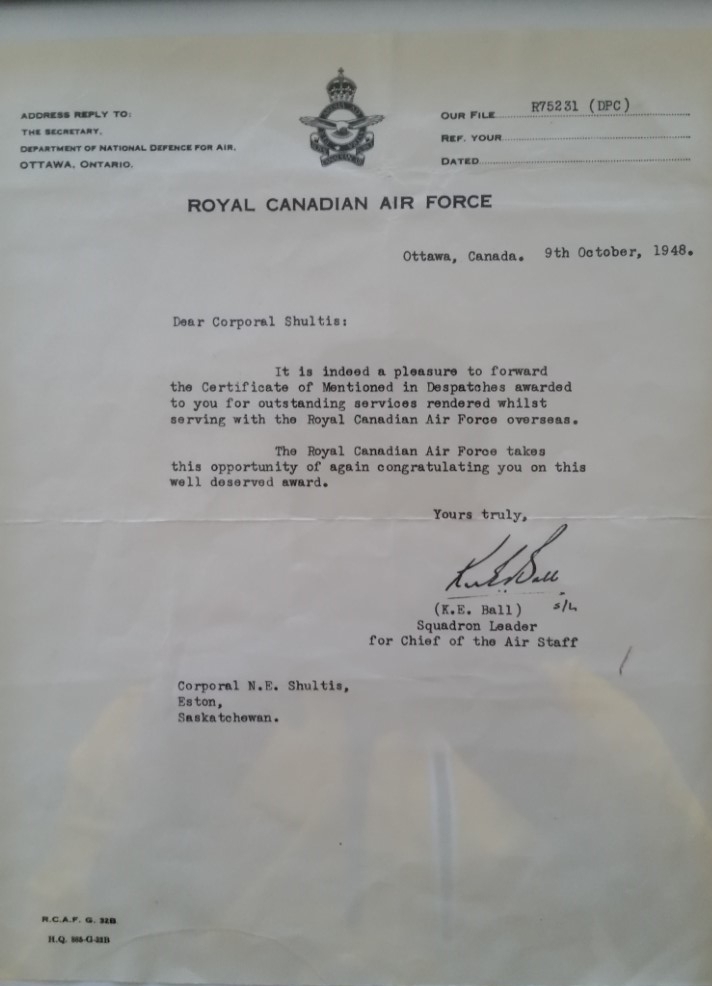 ADDRESS REPLY TO:
THE SECRETARY,
DEPARTMENT OF NATIONAL DEFENCE FOR AIR,
OTTAWA, ONTARIO.
OUR FILE R75231 (DPC)
REF. YOUR
DATED
ROYAL CANADIAN AIR FORCE
Ottawa, Canada. 9th October, 1948.
Dear Corporal Shultis:
It is indeed a pleasure to forward
the Certificate of Mentioned in Despatches awarded
to you for outstanding services rendered whilst
serving with the Royal Canadian Air Force overseas.
The Royal Canadian Air Force takes
this opportunity of again congratulating you on this
well deserved award.
Yours truly,
(K.E. Ball) S/L
Squadron Leader
for Chief of the Air Staff
Corporal N.E. Shultis,
Eston,
Saskatchewan.
R.C.A.F. G. 32B